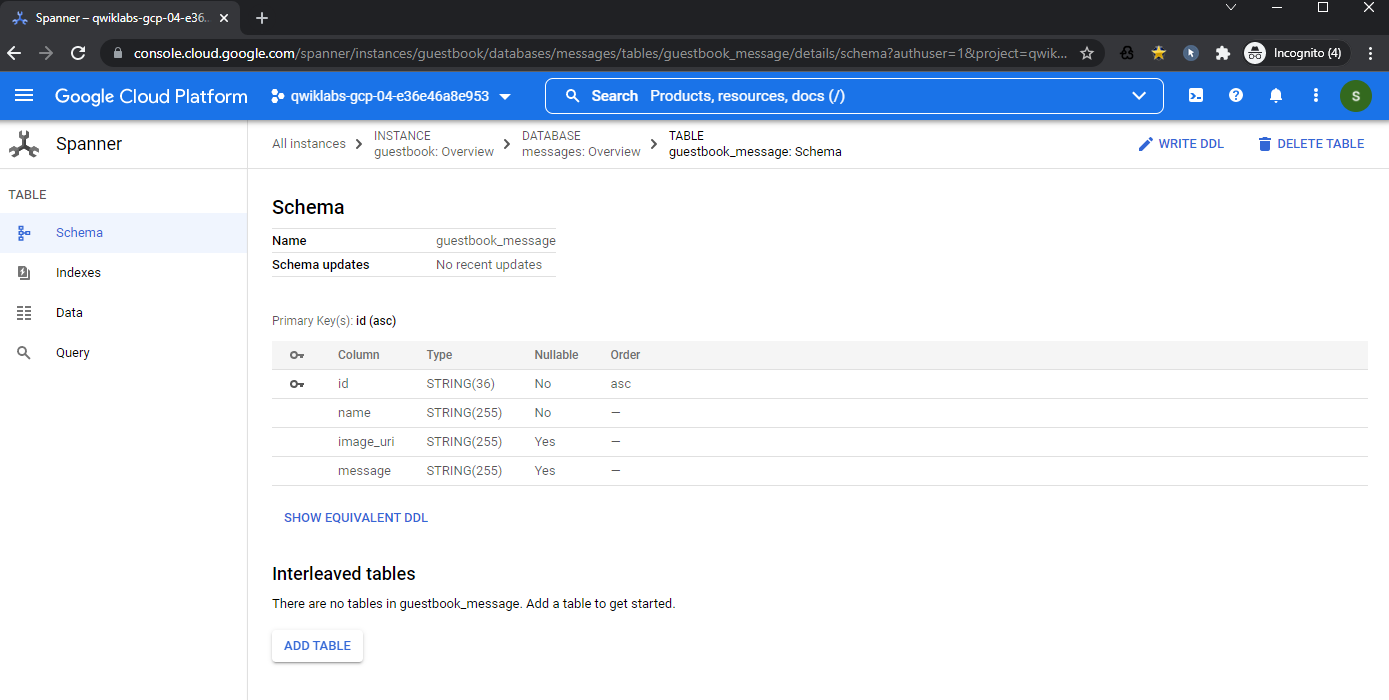 Spanner – qwiklabs-gcp-04-e36...
console.cloud.google.com/spanner/instances/guestbook/databases/messages/tables/guestbook_message/details/schema?authuser=1&project=qwik...
Incognito (4)
Google Cloud Platform
qwiklabs-gcp-04-e36e46a8e953
Search Products, resources, docs (/)
S
Spanner
All instances
INSTANCE
guestbook: Overview
DATABASE
messages: Overview
TABLE
guestbook_message: Schema
WRITE DDL
DELETE TABLE
TABLE
Schema
Indexes
Data
Query
Schema
Name guestbook_message
Schema updates No recent updates
Primary Key(s): id (asc)
Column Type Nullable Order
id STRING(36) No asc
name STRING(255) No —
image_uri STRING(255) Yes —
message STRING(255) Yes —
SHOW EQUIVALENT DDL
Interleaved tables
There are no tables in guestbook_message. Add a table to get started.
ADD TABLE